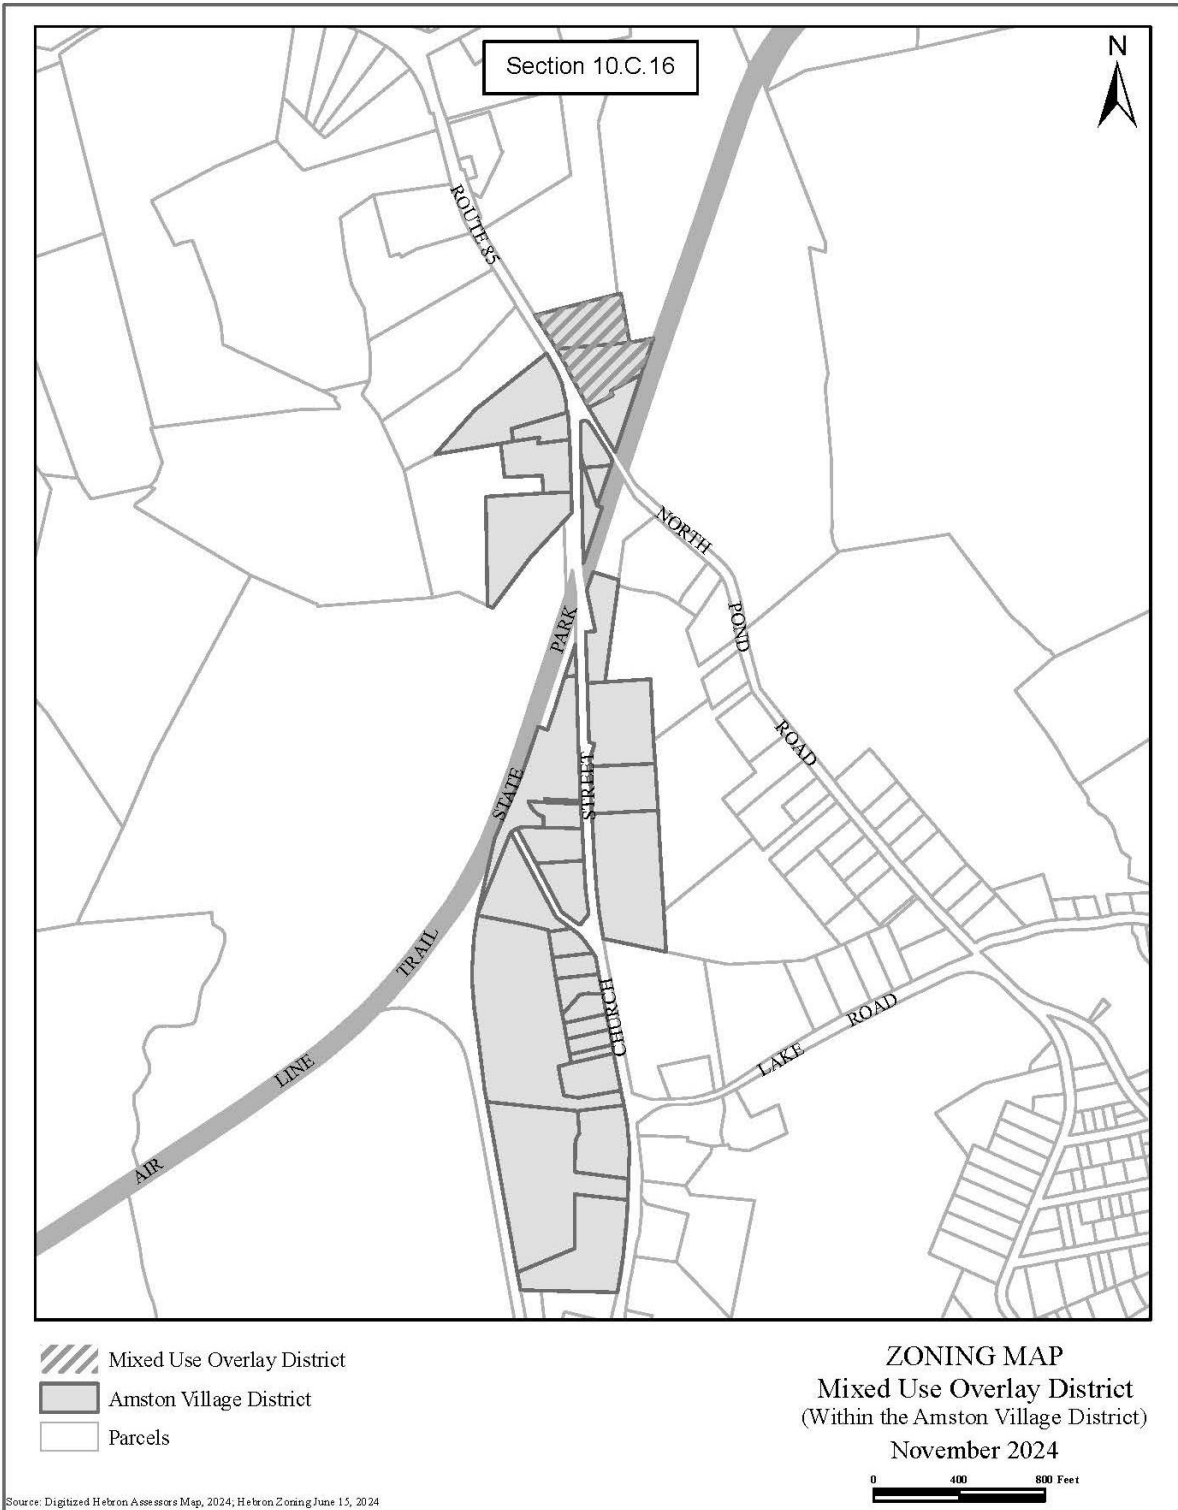 Section 10.C.16
N
ROUTE 85
NORTH
POND
ROAD
PARK
STATE
STREET
TRAIL
CHURCH
ROAD
LAKE
LINE
AIR
Mixed Use Overlay District
Amston Village District
Parcels
ZONING MAP
Mixed Use Overlay District
(Within the Amston Village District)
November 2024
0 400 800 Feet
Source: Digitized Hebron Assessors Map, 2024; Hebron Zoning June 15, 2024